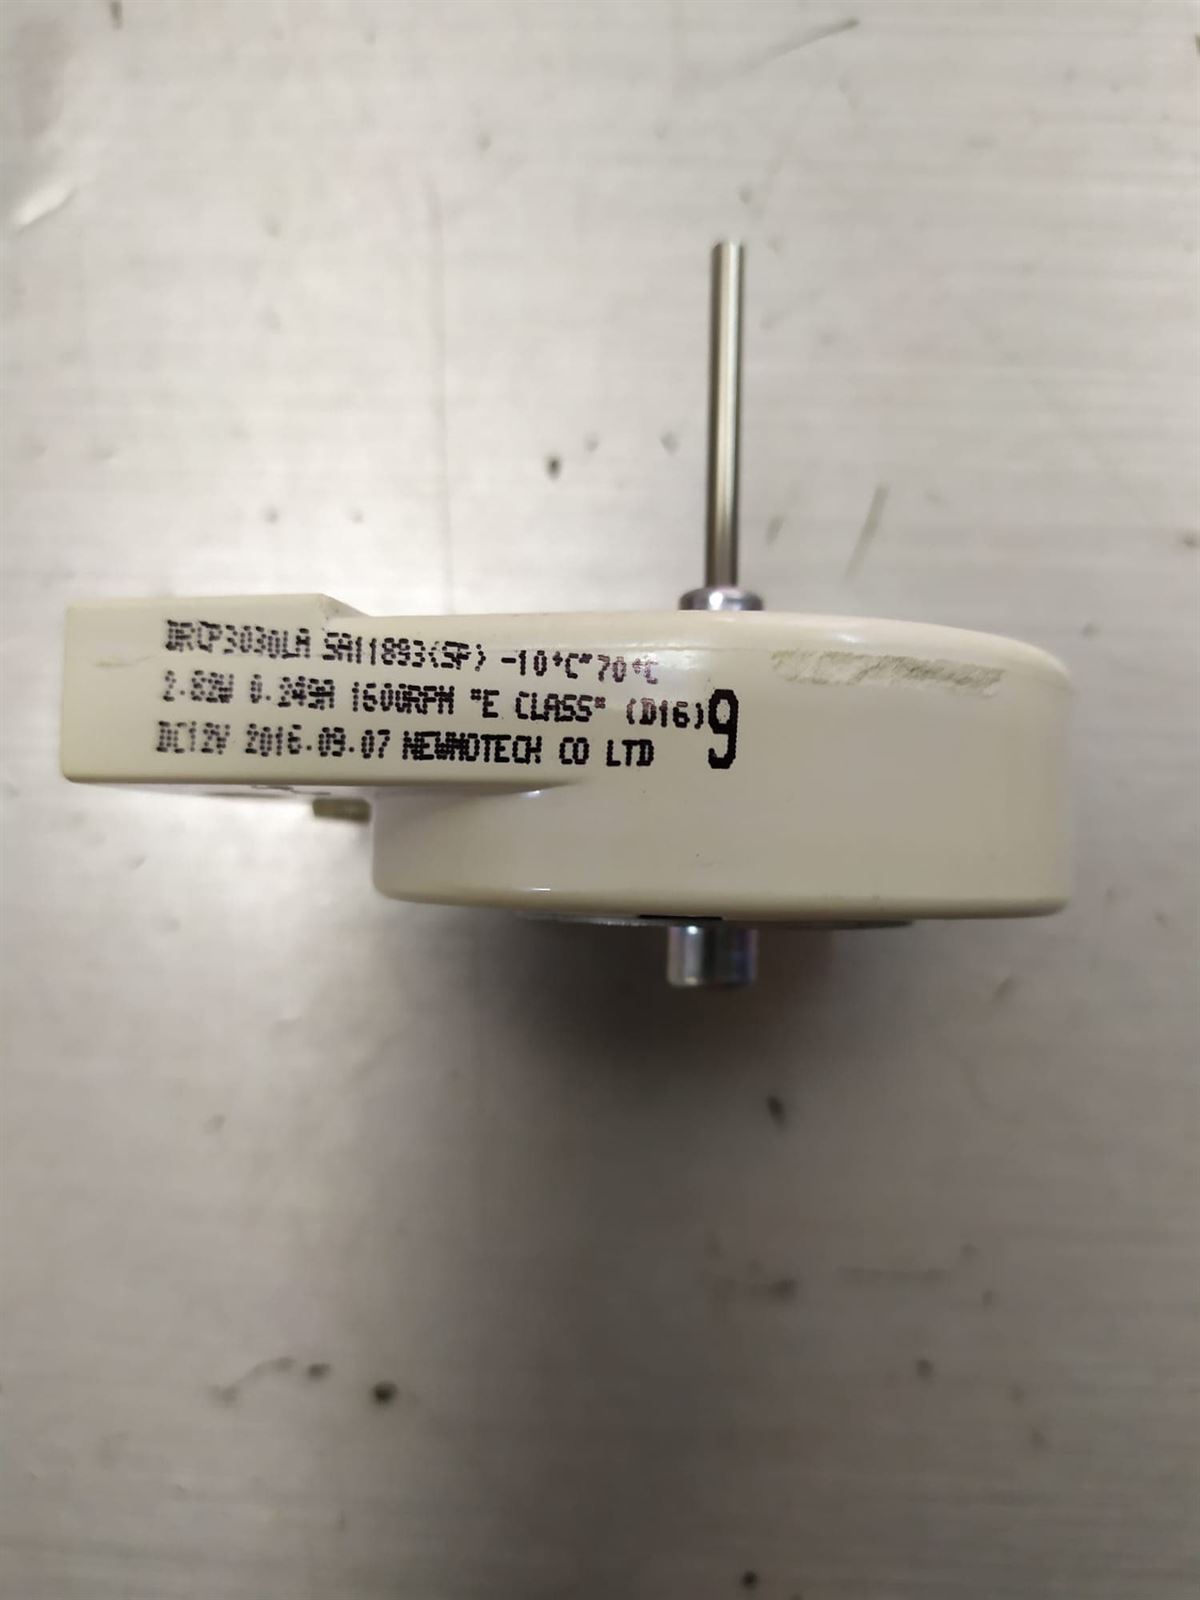 DRCP3030LA SA11893(SF) -10°C~70°C
2.82W 0.249A 1600RPM "E CLASS" (D16)
DC12V 2016.09.07 NEWMOTECH CO LTD
9